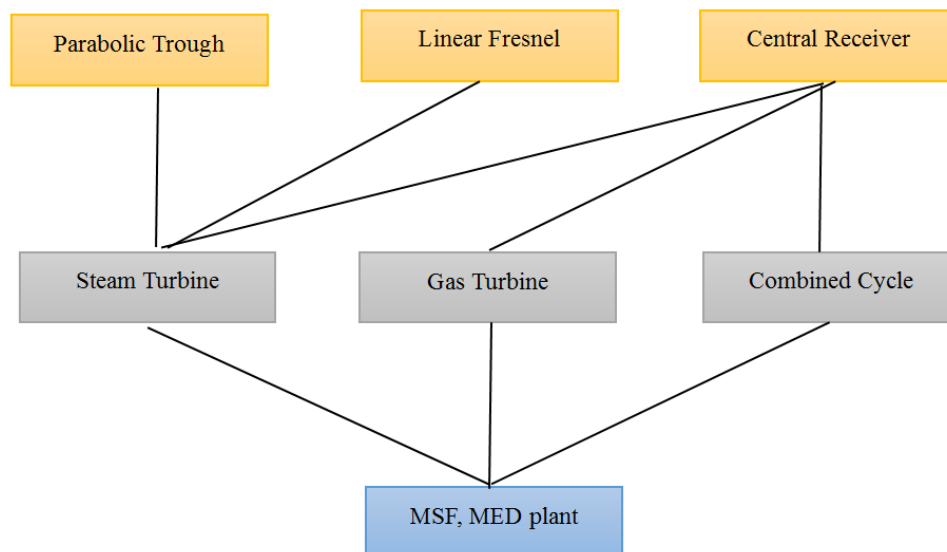 Parabolic Trough
Linear Fresnel
Central Receiver
Steam Turbine
Gas Turbine
Combined Cycle
MSF, MED plant